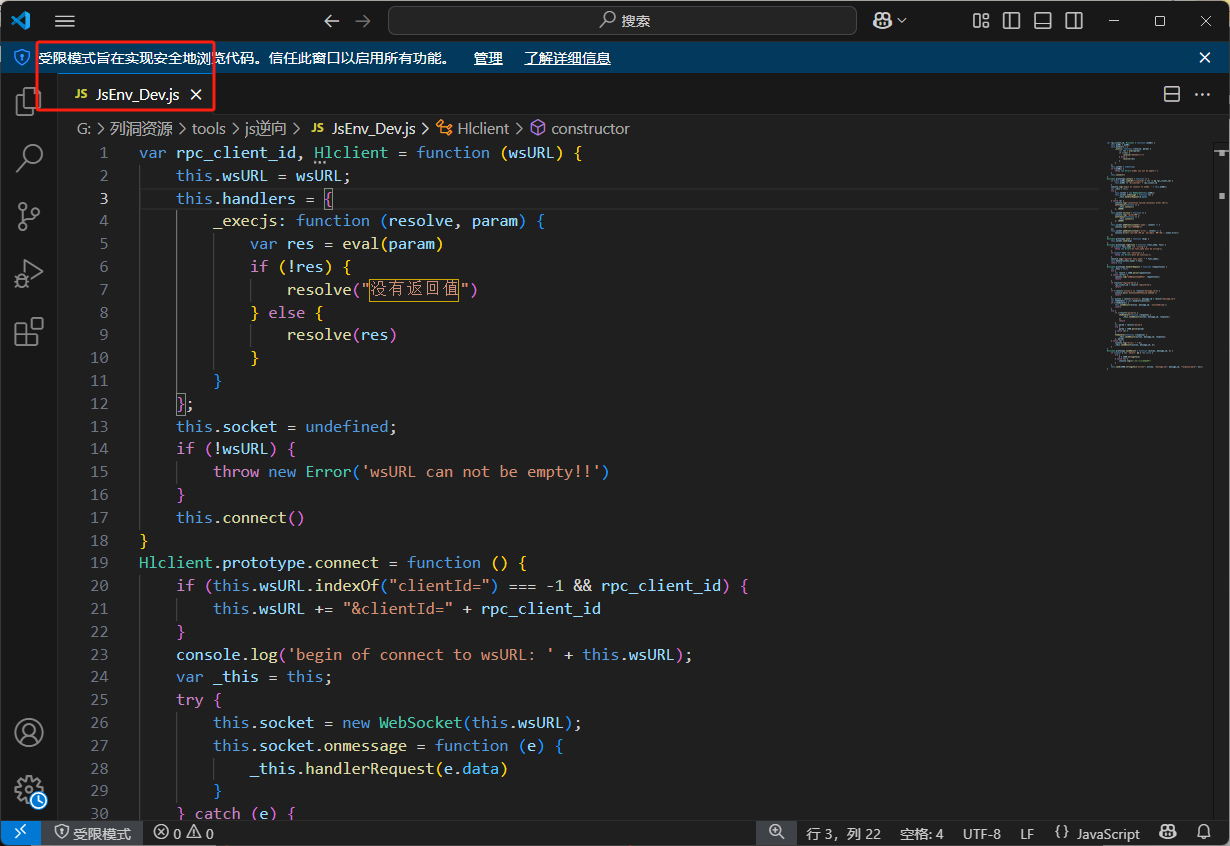 搜索
受限模式旨在实现安全地浏览代码。信任此窗口以启用所有功能。 管理 了解详细信息
JS JsEnv_Dev.js
G: > 列洞资源 > tools > js逆向 > JS JsEnv_Dev.js > Hlclient > constructor
1 var rpc_client_id, Hlclient = function (wsURL) {
2 this.wsURL = wsURL;
3 this.handlers = {
4 _execjs: function (resolve, param) {
5 var res = eval(param)
6 if (!res) {
7 resolve("没有返回值")
8 } else {
9 resolve(res)
10 }
11 }
12 };
13 this.socket = undefined;
14 if (!wsURL) {
15 throw new Error('wsURL can not be empty!!')
16 }
17 this.connect()
18 }
19 Hlclient.prototype.connect = function () {
20 if (this.wsURL.indexOf("clientId=") === -1 && rpc_client_id) {
21 this.wsURL += "&clientId=" + rpc_client_id
22 }
23 console.log('begin of connect to wsURL: ' + this.wsURL);
24 var _this = this;
25 try {
26 this.socket = new WebSocket(this.wsURL);
27 this.socket.onmessage = function (e) {
28 _this.handlerRequest(e.data)
29 }
30 } catch (e) {
受限模式 0 0 行 3，列 22 空格: 4 UTF-8 LF {} JavaScript